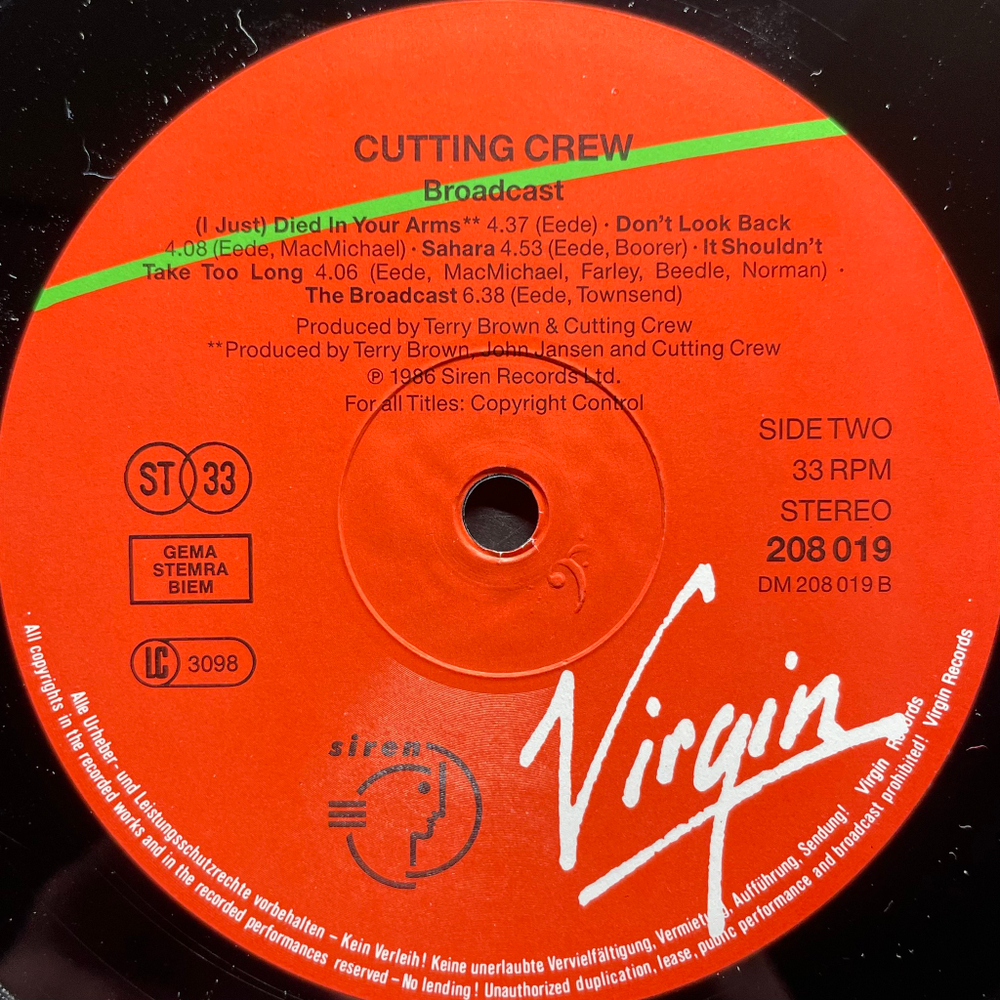 CUTTING CREW
Broadcast
(I Just) Died In Your Arms** 4.37 (Eede) · Don't Look Back
4.08 (Eede, MacMichael) · Sahara 4.53 (Eede, Boorer) · It Shouldn't
Take Too Long 4.06 (Eede, MacMichael, Farley, Beedle, Norman) ·
The Broadcast 6.38 (Eede, Townsend)
Produced by Terry Brown & Cutting Crew
**Produced by Terry Brown, John Jansen and Cutting Crew
℗ 1986 Siren Records Ltd.
For all Titles: Copyright Control
SIDE TWO
33 RPM
STEREO
208 019
DM 208 019 B
ST 33
GEMA
STEMRA
BIEM
LC 3098
siren
Virgin
Alle Urheber- und Leistungsschutzrechte vorbehalten – Kein Verleih! Keine unerlaubte Vervielfältigung, Vermietung, Aufführung, Sendung! Virgin Records
All copyrights in the recorded works and in the recorded performances reserved – No lending! Unauthorized duplication, lease, public performance and broadcast prohibited! Virgin Records